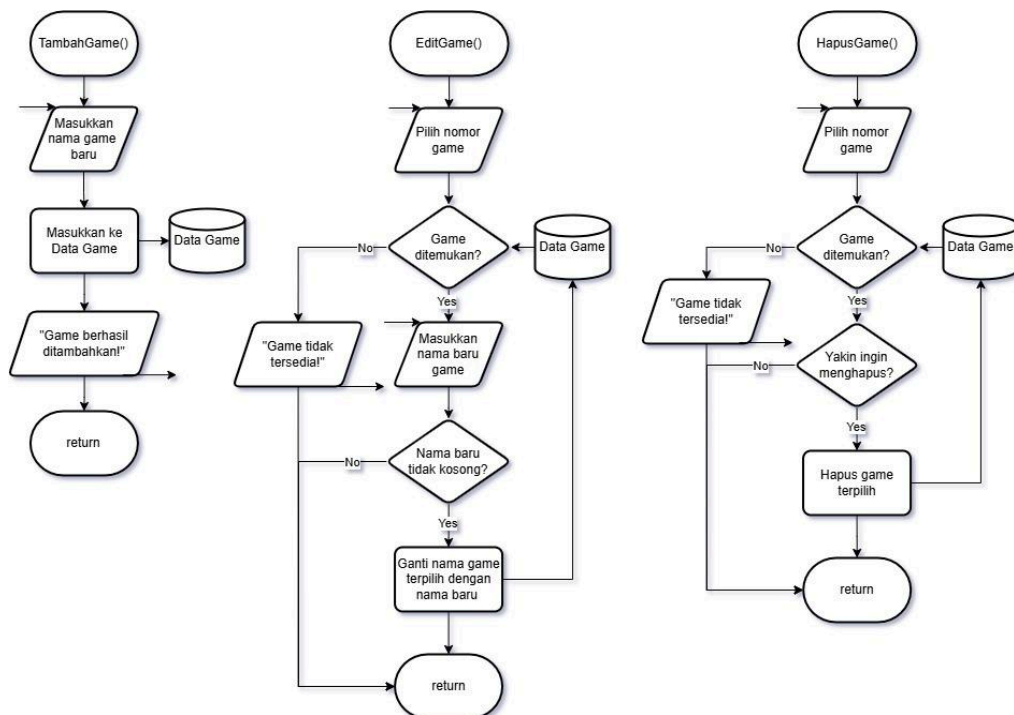 TambahGame()
Masukkan
nama game
baru
Masukkan ke
Data Game
Data Game
"Game berhasil
ditambahkan!"
return
EditGame()
Pilih nomor
game
Game
ditemukan?
Data Game
No
Yes
"Game tidak
tersedia!"
Masukkan
nama baru
game
Nama baru
tidak kosong?
No
Yes
Ganti nama game
terpilih dengan
nama baru
return
HapusGame()
Pilih nomor
game
Game
ditemukan?
Data Game
No
Yes
"Game tidak
tersedia!"
Yakin ingin
menghapus?
No
Yes
Hapus game
terpilih
return